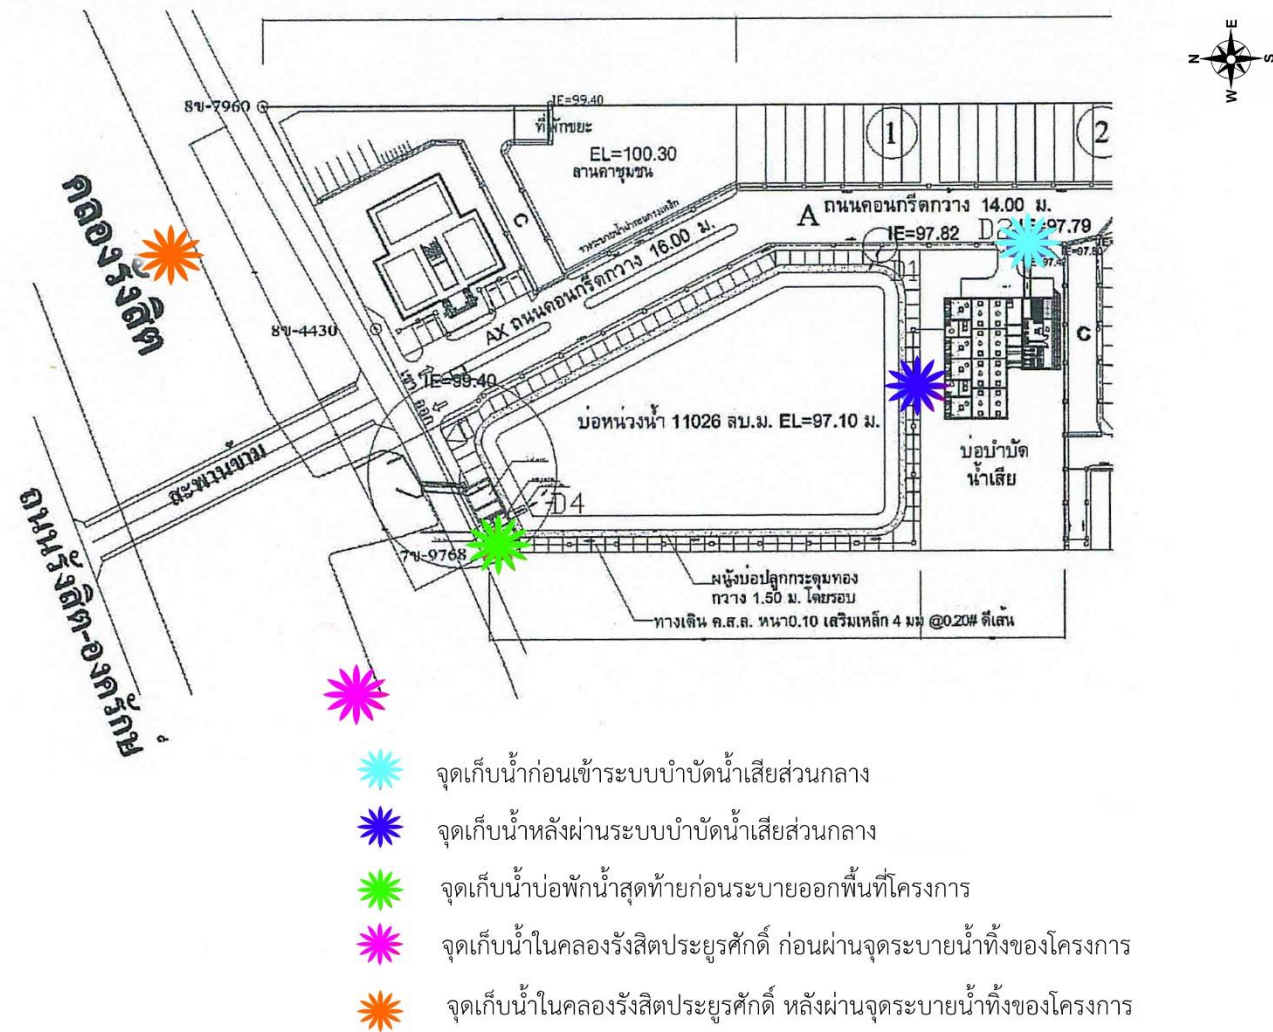 E
N
S
W
8ข-7960
IE=99.40
ที่พักขยะ
EL=100.30
ลานตาชุมชน
1
2
คลองรังสิต
C
A
ถนนคอนกรีตกว้าง 14.00 ม.
IE=97.82
D2
IE=97.79
AX ถนนคอนกรีตกว้าง 16.00 ม.
8ข-4430
เข้า
ออก
IE=99.40
D1
A
C
บ่อหน่วงน้ำ 11026 ลบ.ม. EL=97.10 ม.
บ่อบำบัด
น้ำเสีย
สะพานข้าม
D4
ถนนรังสิต-องครักษ์
7ข-9768
ผนังบ่อปลูกกระดุมทอง
กว้าง 1.50 ม. โดยรอบ
ทางเดิน ค.ส.ล. หนา0.10 เสริมเหล็ก 4 มม @0.20# ตีเส้น
จุดเก็บน้ำก่อนเข้าระบบบำบัดน้ำเสียส่วนกลาง
จุดเก็บน้ำหลังผ่านระบบบำบัดน้ำเสียส่วนกลาง
จุดเก็บน้ำบ่อพักน้ำสุดท้ายก่อนระบายออกพื้นที่โครงการ
จุดเก็บน้ำในคลองรังสิตประยูรศักดิ์ ก่อนผ่านจุดระบายน้ำทิ้งของโครงการ
จุดเก็บน้ำในคลองรังสิตประยูรศักดิ์ หลังผ่านจุดระบายน้ำทิ้งของโครงการ